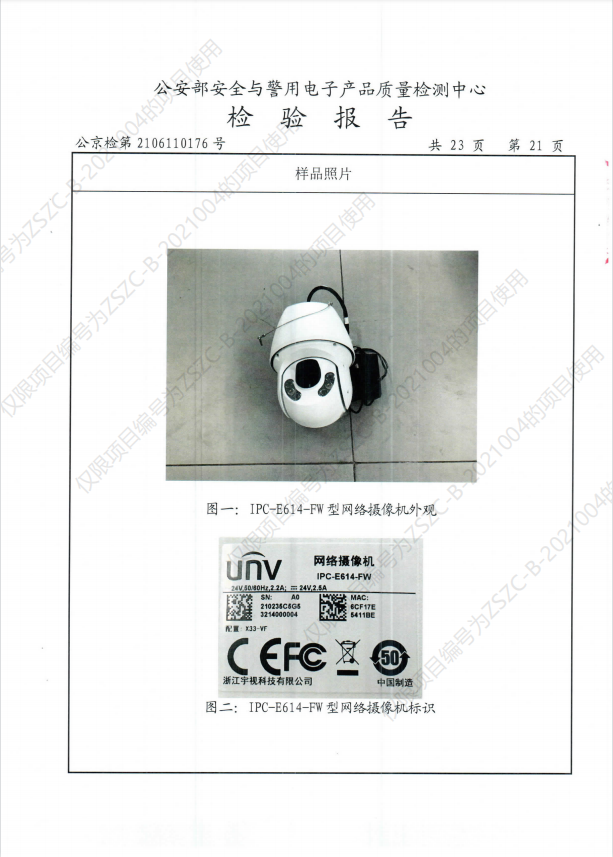 公安部安全与警用电子产品质量检测中心
检 验 报 告
公京检第 2106110176 号
共 23 页 第 21 页
样品照片
图一: IPC-E614-FW 型网络摄像机外观
unv
网络摄像机
IPC-E614-FW
24V,50/60Hz,2.2A; 24V,2.5A
SN: A0
210235C5G5
3214000004
MAC:
6CF17E
5411BE
配置: X33-VF
CE FC 50
浙江宇视科技有限公司
中国制造
图二: IPC-E614-FW 型网络摄像机标识
仅限项目编号为ZSZC-B-2021004的项目使用